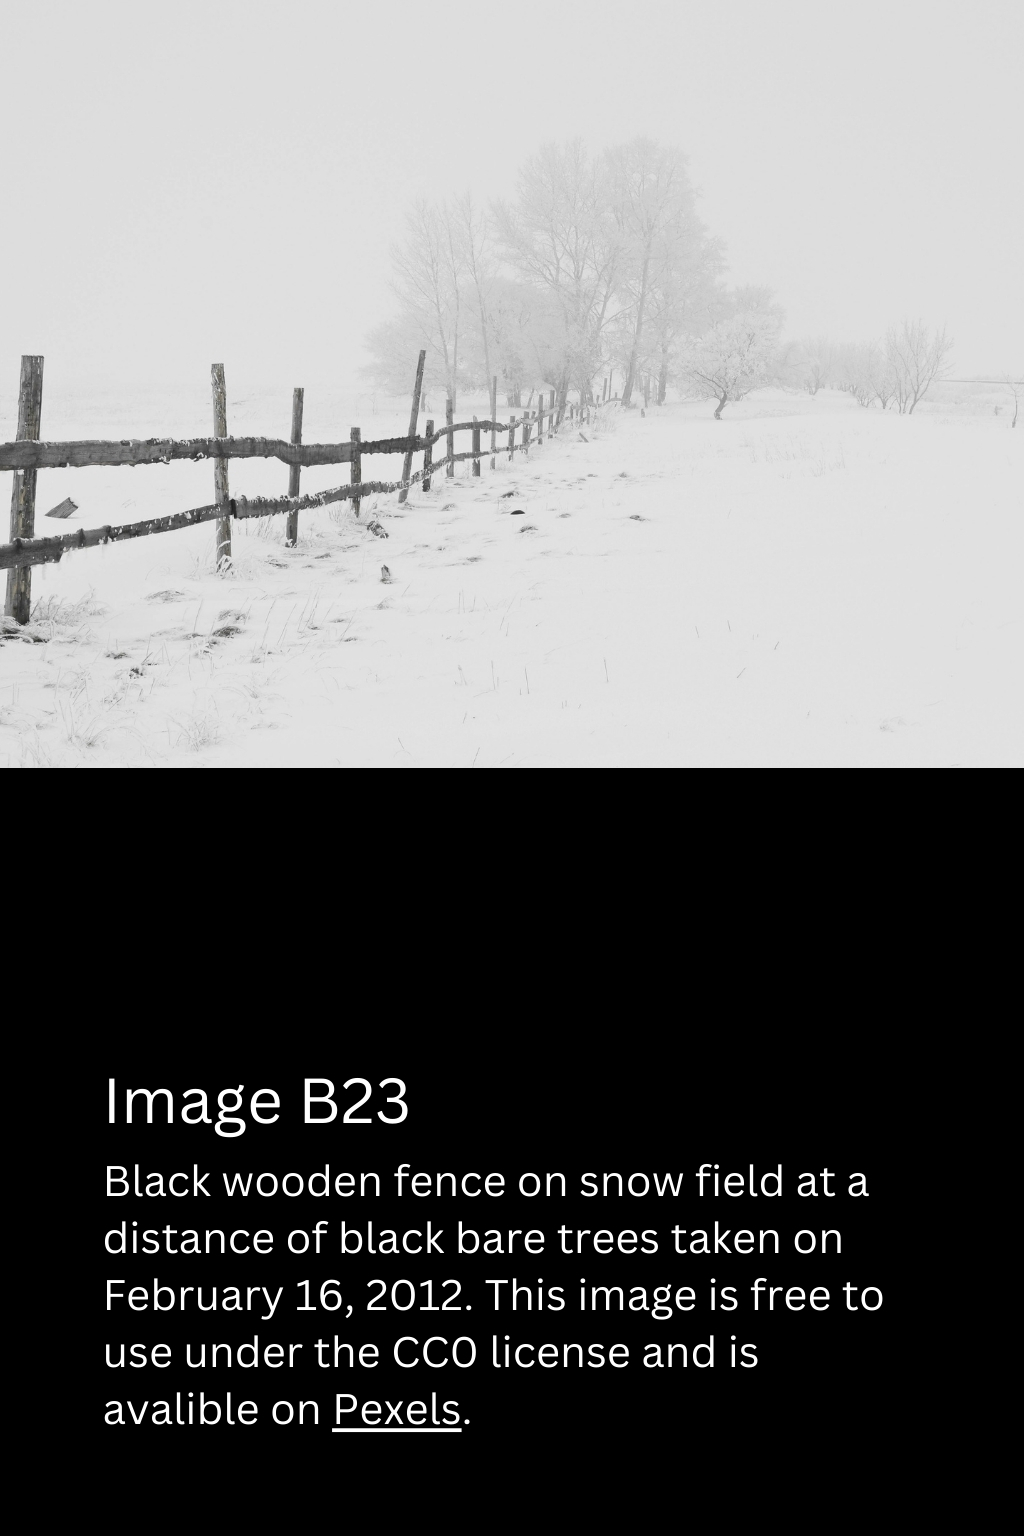 Image B23
Black wooden fence on snow field at a
distance of black bare trees taken on
February 16, 2012. This image is free to
use under the CC0 license and is
avalible on Pexels.